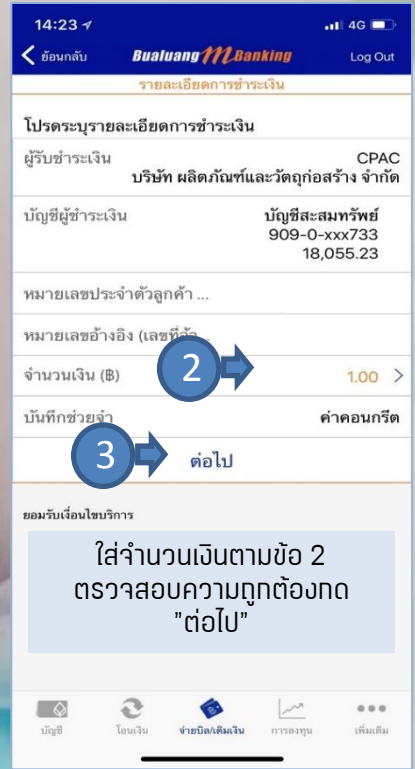 14:23
4G
ย้อนกลับ Bualuang mBanking Log Out
รายละเอียดการชำระเงิน
โปรดระบุรายละเอียดการชำระเงิน
ผู้รับชำระเงิน CPAC
บริษัท ผลิตภัณฑ์และวัตถุก่อสร้าง จำกัด
บัญชีผู้ชำระเงิน บัญชีสะสมทรัพย์
909-0-xxx733
18,055.23
หมายเลขประจำตัวลูกค้า ...
หมายเลขอ้างอิง (เลขที่
จำนวนเงิน (฿) 2 1.00 >
บันทึกช่วยจำ ค่าคอนกรีต
3 ต่อไป
ยอมรับเงื่อนไขบริการ
ใส่จำนวนเงินตามข้อ 2
ตรวจสอบความถูกต้องกด
"ต่อไป"
บัญชี โอนเงิน จ่ายบิล/เติมเงิน การลงทุน เพิ่มเติม